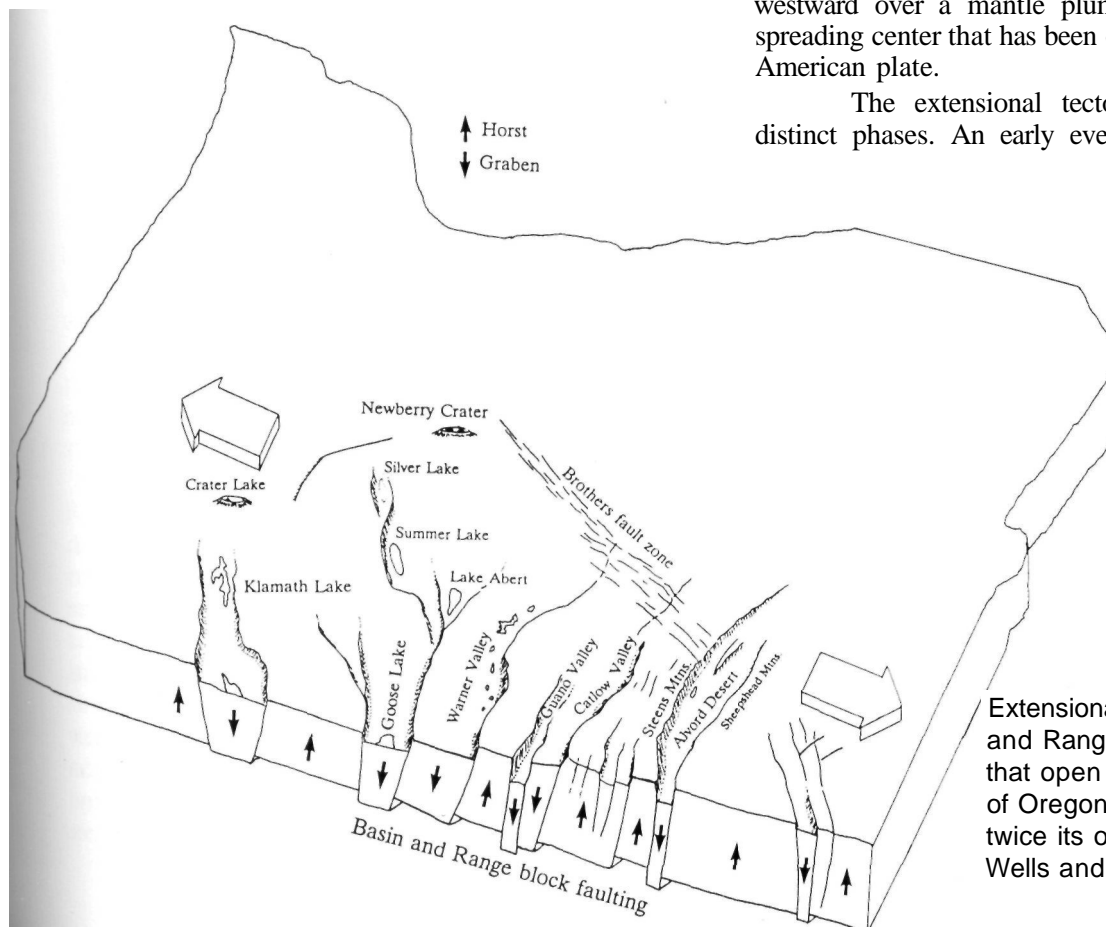 westward over a mantle plum
spreading center that has been
American plate.
The extensional tecto
distinct phases. An early eve
Horst
Graben
Newberry Crater
Silver Lake
Crater Lake
Brothers fault zone
Summer Lake
Lake Abert
Klamath Lake
Goose Lake
Warner Valley
Guano Valley
Catlow Valley
Steens Mtns.
Alvord Desert
Sheepshead Mtns.
Basin and Range block faulting
Extensiona
and Range
that open
of Oregon
twice its o
Wells and